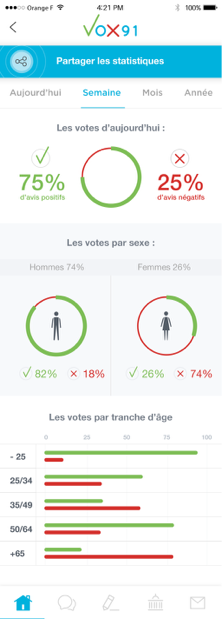 Orange F 4:21 PM 100%
VOX91
Partager les statistiques
Aujourd'hui Semaine Mois Année
Les votes d'aujourd'hui :
75% 25%
d'avis positifs d'avis négatifs
Les votes par sexe :
Hommes 74% Femmes 26%
82% 18% 26% 74%
Les votes par tranche d'âge
0 25 50 75 100
- 25
25/34
35/49
50/64
+65